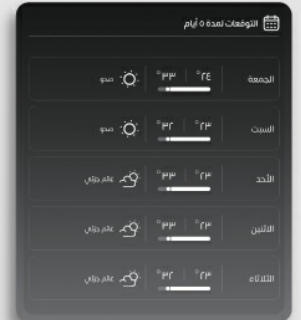 التوقعات لمدة ٥ أيام
الجمعة ٢٤° ٣٣° صحو
السبت ٢٣° ٣٢° صحو
الأحد ٢٣° ٣٣° غائم جزئي
الاثنين ٢٣° ٣٣° غائم جزئي
الثلاثاء ٢٣° ٣٢° غائم جزئي